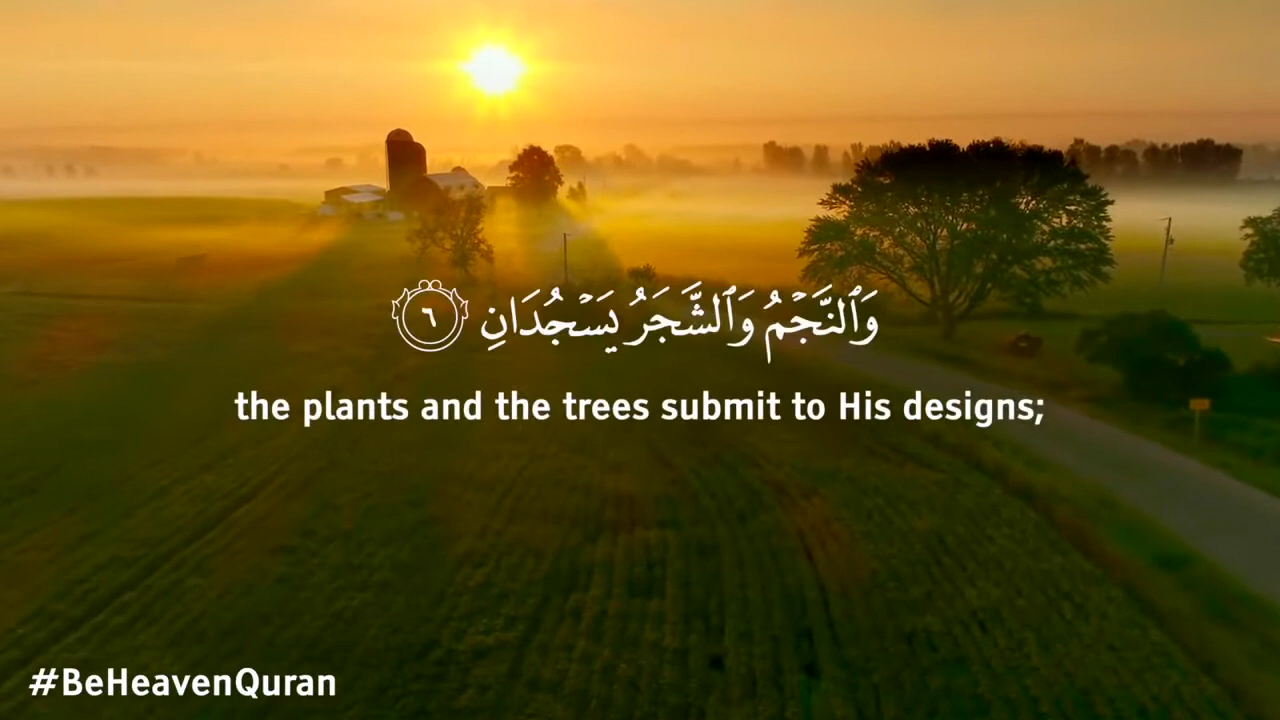 وَٱلنَّجۡمُ وَٱلشَّجَرُ يَسۡجُدَانِ ٦
the plants and the trees submit to His designs;
#BeHeavenQuran